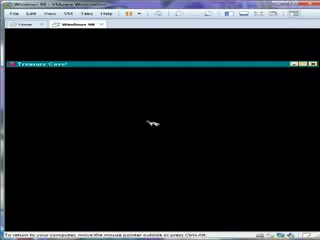 Windows 98 - VMware Workstation
File Edit View VM Tabs Help
Home Windows 98
Treasure Cove!
To return to your computer, move the mouse pointer outside or press Ctrl+Alt.